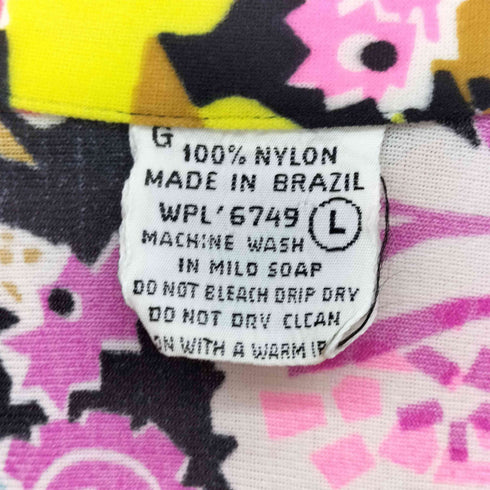 G
100% NYLON
MADE IN BRAZIL
WPL'6749 L
MACHINE WASH
IN MILD SOAP
DO NOT BLEACH DRIP DRY
DO NOT DRY CLEAN
ON WITH A WARM